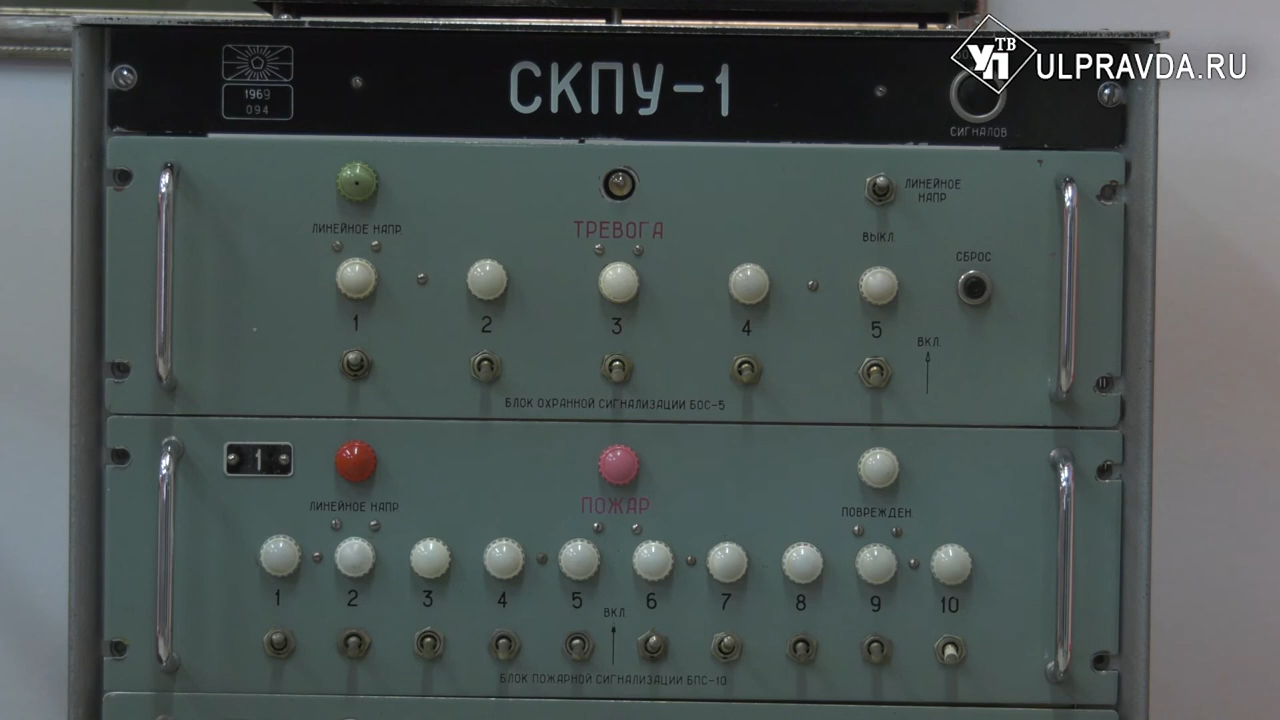 УП ТВ
ULPRAVDA.RU
1969
094
СКПУ-1
СИГНАЛОВ
ЛИНЕЙНОЕ НАПР.
ТРЕВОГА
ЛИНЕЙНОЕ
НАПР
ВЫКЛ.
СБРОС
1 2 3 4 5
ВКЛ.
БЛОК ОХРАННОЙ СИГНАЛИЗАЦИИ БОС-5
1
ЛИНЕЙНОЕ НАПР
ПОЖАР
ПОВРЕЖДЕН.
1 2 3 4 5 6 7 8 9 10
ВКЛ.
БЛОК ПОЖАРНОЙ СИГНАЛИЗАЦИИ БПС-10